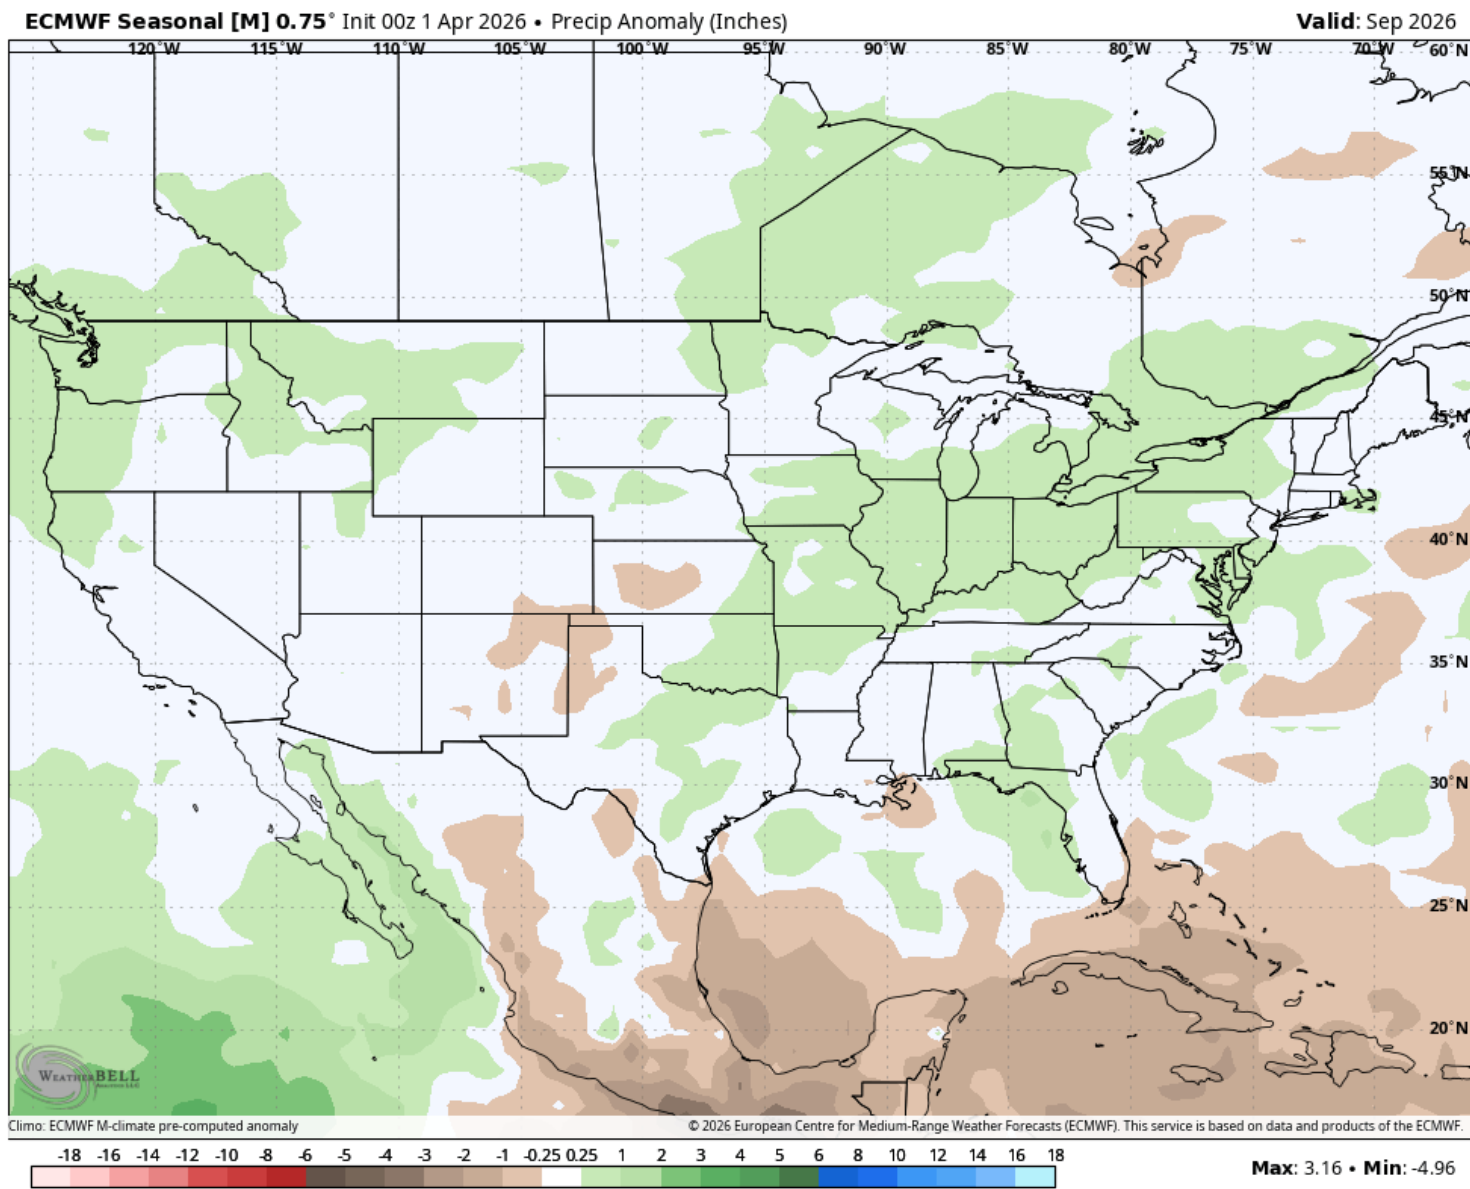 ECMWF Seasonal [M] 0.75° Init 00z 1 Apr 2026 • Precip Anomaly (Inches) Valid: Sep 2026
120°W 115°W 110°W 105°W 100°W 95°W 90°W 85°W 80°W 75°W 70°W 60°N
55°N
50°N
45°N
40°N
35°N
30°N
25°N
20°N
WEATHERBELL
Climo: ECMWF M-climate pre-computed anomaly © 2026 European Centre for Medium-Range Weather Forecasts (ECMWF). This service is based on data and products of the ECMWF.
-18 -16 -14 -12 -10 -8 -6 -5 -4 -3 -2 -1 -0.25 0.25 1 2 3 4 5 6 8 10 12 14 16 18
Max: 3.16 • Min: -4.96